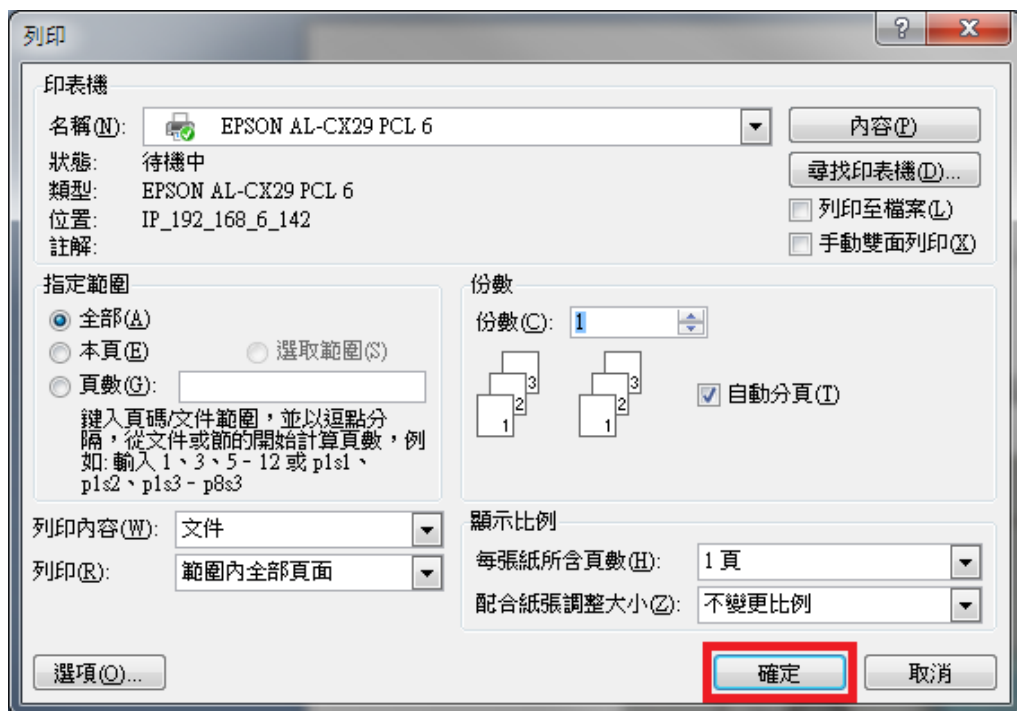 列印
印表機
名稱(N): EPSON AL-CX29 PCL 6
內容(P)
狀態: 待機中
尋找印表機(D)...
類型: EPSON AL-CX29 PCL 6
位置: IP_192_168_6_142
列印至檔案(L)
註解:
手動雙面列印(X)
指定範圍
全部(A)
本頁(E) 選取範圍(S)
頁數(G):
鍵入頁碼/文件範圍，並以逗點分
隔，從文件或節的開始計算頁數，例
如: 輸入 1、3、5 - 12 或 p1s1、
p1s2、p1s3 - p8s3
份數
份數(C): 1
1 2 3 1 2 3
自動分頁(T)
列印內容(W): 文件
列印(R): 範圍內全部頁面
顯示比例
每張紙所含頁數(H): 1 頁
配合紙張調整大小(Z): 不變更比例
選項(O)... 確定 取消